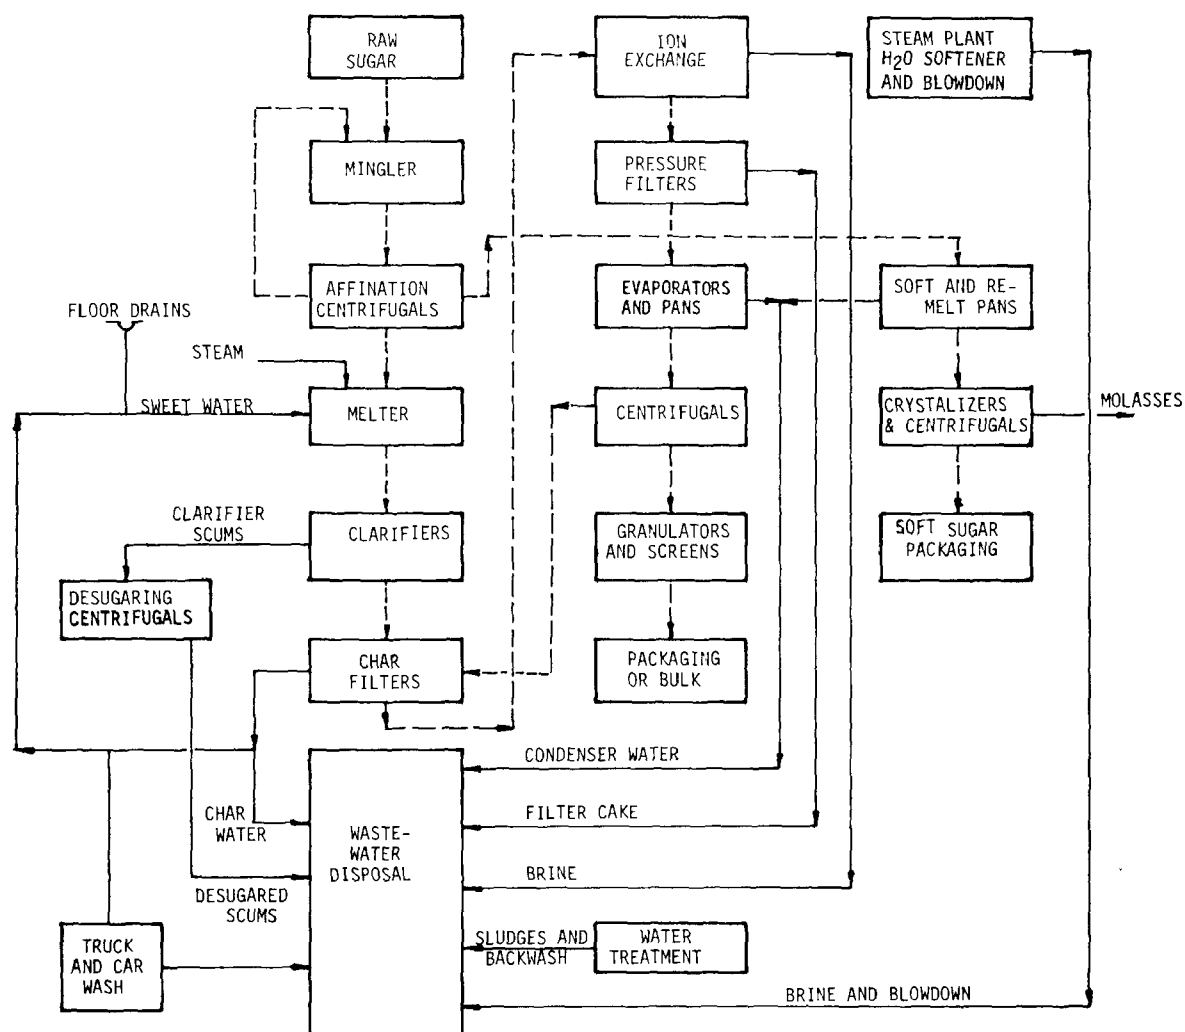 RAW
SUGAR
ION
EXCHANGE
STEAM PLANT
H2O SOFTENER
AND BLOWDOWN
MINGLER
PRESSURE
FILTERS
AFFINATION
CENTRIFUGALS
EVAPORATORS
AND PANS
SOFT AND RE-
MELT PANS
FLOOR DRAINS
STEAM
SWEET WATER
MELTER
CENTRIFUGALS
CRYSTALIZERS
& CENTRIFUGALS
MOLASSES
CLARIFIER
SCUMS
CLARIFIERS
GRANULATORS
AND SCREENS
SOFT SUGAR
PACKAGING
DESUGARING
CENTRIFUGALS
CHAR
FILTERS
PACKAGING
OR BULK
CONDENSER WATER
CHAR
WATER
FILTER CAKE
WASTE-
WATER
DISPOSAL
BRINE
DESUGARED
SCUMS
TRUCK
AND CAR
WASH
SLUDGES AND
BACKWASH
WATER
TREATMENT
BRINE AND BLOWDOWN